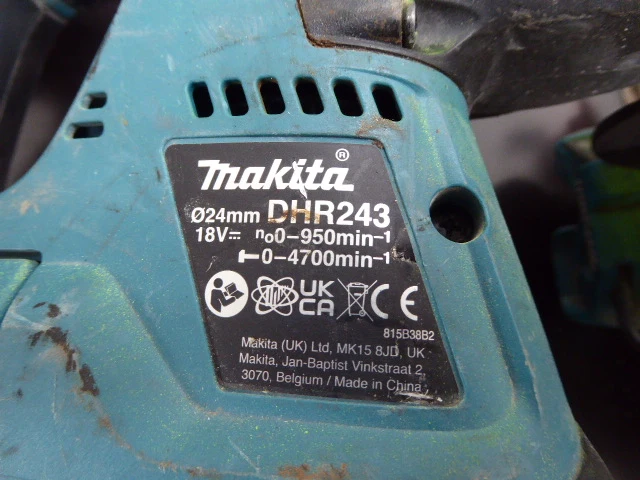 makita®
Ø24mm DHR243
18V⎓ n₀0-950min⁻¹
0-4700min⁻¹
UK
CA
CE
815B38B2
Makita (UK) Ltd, MK15 8JD, UK
Makita, Jan-Baptist Vinkstraat 2,
3070, Belgium / Made in China